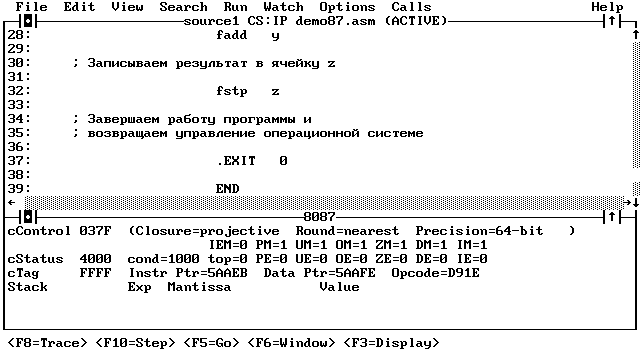 File Edit View Search Run Watch Options Calls Help
source1 CS:IP demo87.asm (ACTIVE)
28: fadd y
29:
30: ; Записываем результат в ячейку z
31:
32: fstp z
33:
34: ; Завершаем работу программы и
35: ; возвращаем управление операционной системе
36:
37: .EXIT 0
38:
39: END
8087
cControl 037F (Closure=projective Round=nearest Precision=64-bit )
IEM=0 PM=1 UM=1 OM=1 ZM=1 DM=1 IM=1
cStatus 4000 cond=1000 top=0 PE=0 UE=0 OE=0 ZE=0 DE=0 IE=0
cTag FFFF Instr Ptr=5AAEB Data Ptr=5AAFE Opcode=D91E
Stack Exp Mantissa Value
<F8=Trace> <F10=Step> <F5=Go> <F6=Window> <F3=Display>